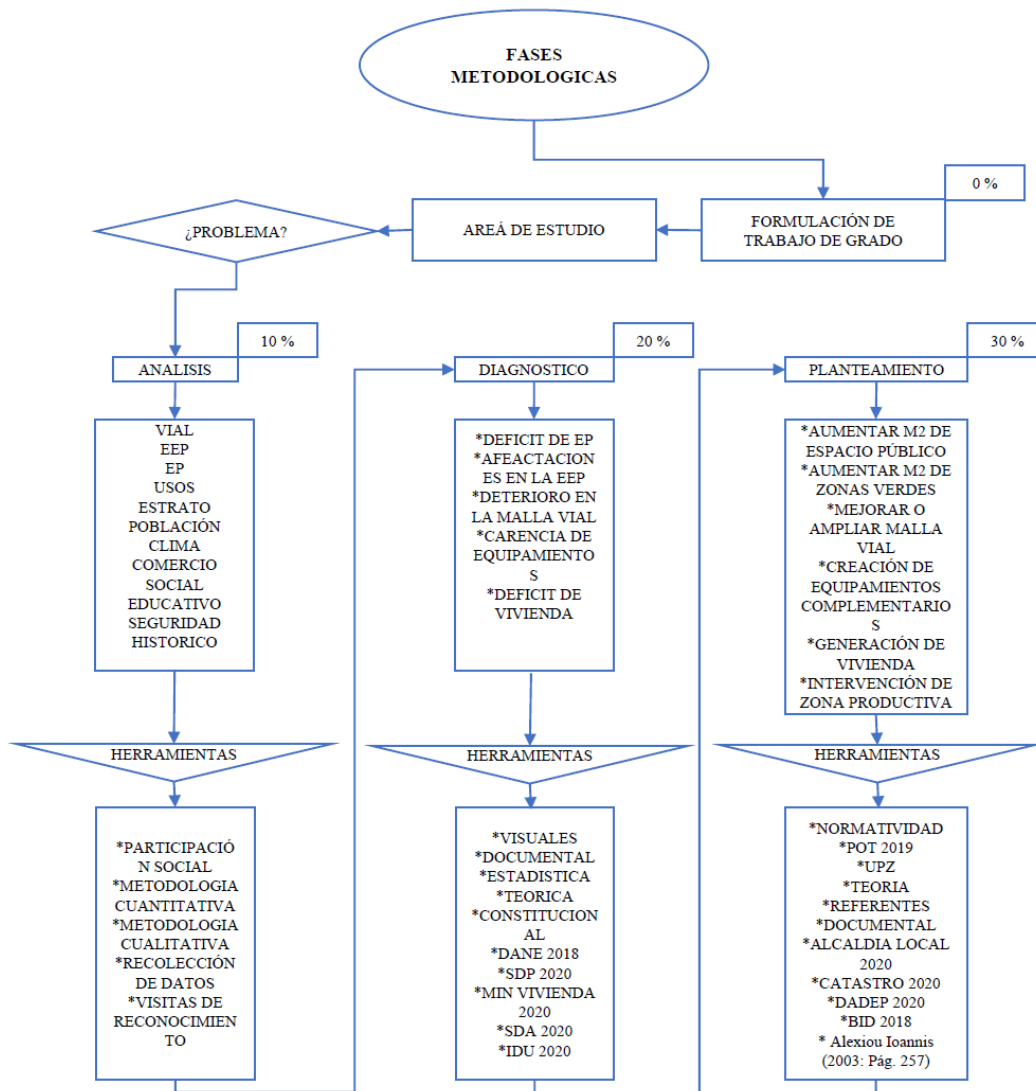 FASES
METODOLOGICAS
0 %
FORMULACIÓN DE
TRABAJO DE GRADO
AREÁ DE ESTUDIO
¿PROBLEMA?
10 %
ANALISIS
VIAL
EEP
EP
USOS
ESTRATO
POBLACIÓN
CLIMA
COMERCIO
SOCIAL
EDUCATIVO
SEGURIDAD
HISTORICO
HERRAMIENTAS
*PARTICIPACIÓ
N SOCIAL
*METODOLOGIA
CUANTITATIVA
*METODOLOGIA
CUALITATIVA
*RECOLECCIÓN
DE DATOS
*VISITAS DE
RECONOCIMIEN
TO
20 %
DIAGNOSTICO
*DEFICIT DE EP
*AFEACTACION
ES EN LA EEP
*DETERIORO EN
LA MALLA VIAL
*CARENCIA DE
EQUIPAMIENTO
S
*DEFICIT DE
VIVIENDA
HERRAMIENTAS
*VISUALES
*DOCUMENTAL
*ESTADISTICA
*TEORICA
*CONSTITUCION
AL
*DANE 2018
*SDP 2020
*MIN VIVIENDA
2020
*SDA 2020
*IDU 2020
30 %
PLANTEAMIENTO
*AUMENTAR M2 DE
ESPACIO PÚBLICO
*AUMENTAR M2 DE
ZONAS VERDES
*MEJORAR O
AMPLIAR MALLA
VIAL
*CREACIÓN DE
EQUIPAMIENTOS
COMPLEMENTARIO
S
*GENERACIÓN DE
VIVIENDA
*INTERVENCIÓN DE
ZONA PRODUCTIVA
HERRAMIENTAS
*NORMATIVIDAD
*POT 2019
*UPZ
*TEORIA
*REFERENTES
*DOCUMENTAL
*ALCALDIA LOCAL
2020
*CATASTRO 2020
*DADEP 2020
*BID 2018
* Alexiou Ioannis
(2003: Pág. 257)